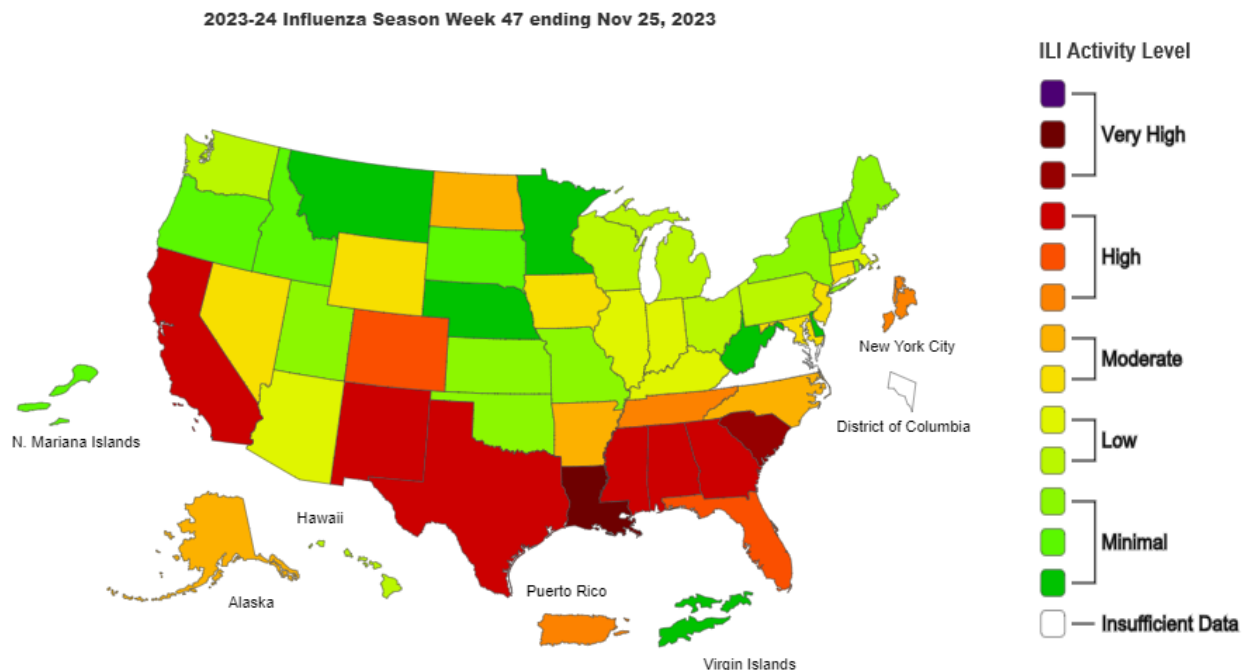 2023-24 Influenza Season Week 47 ending Nov 25, 2023
ILI Activity Level
Very High
High
Moderate
Low
Minimal
Insufficient Data
New York City
District of Columbia
N. Mariana Islands
Hawaii
Alaska
Puerto Rico
Virgin Islands